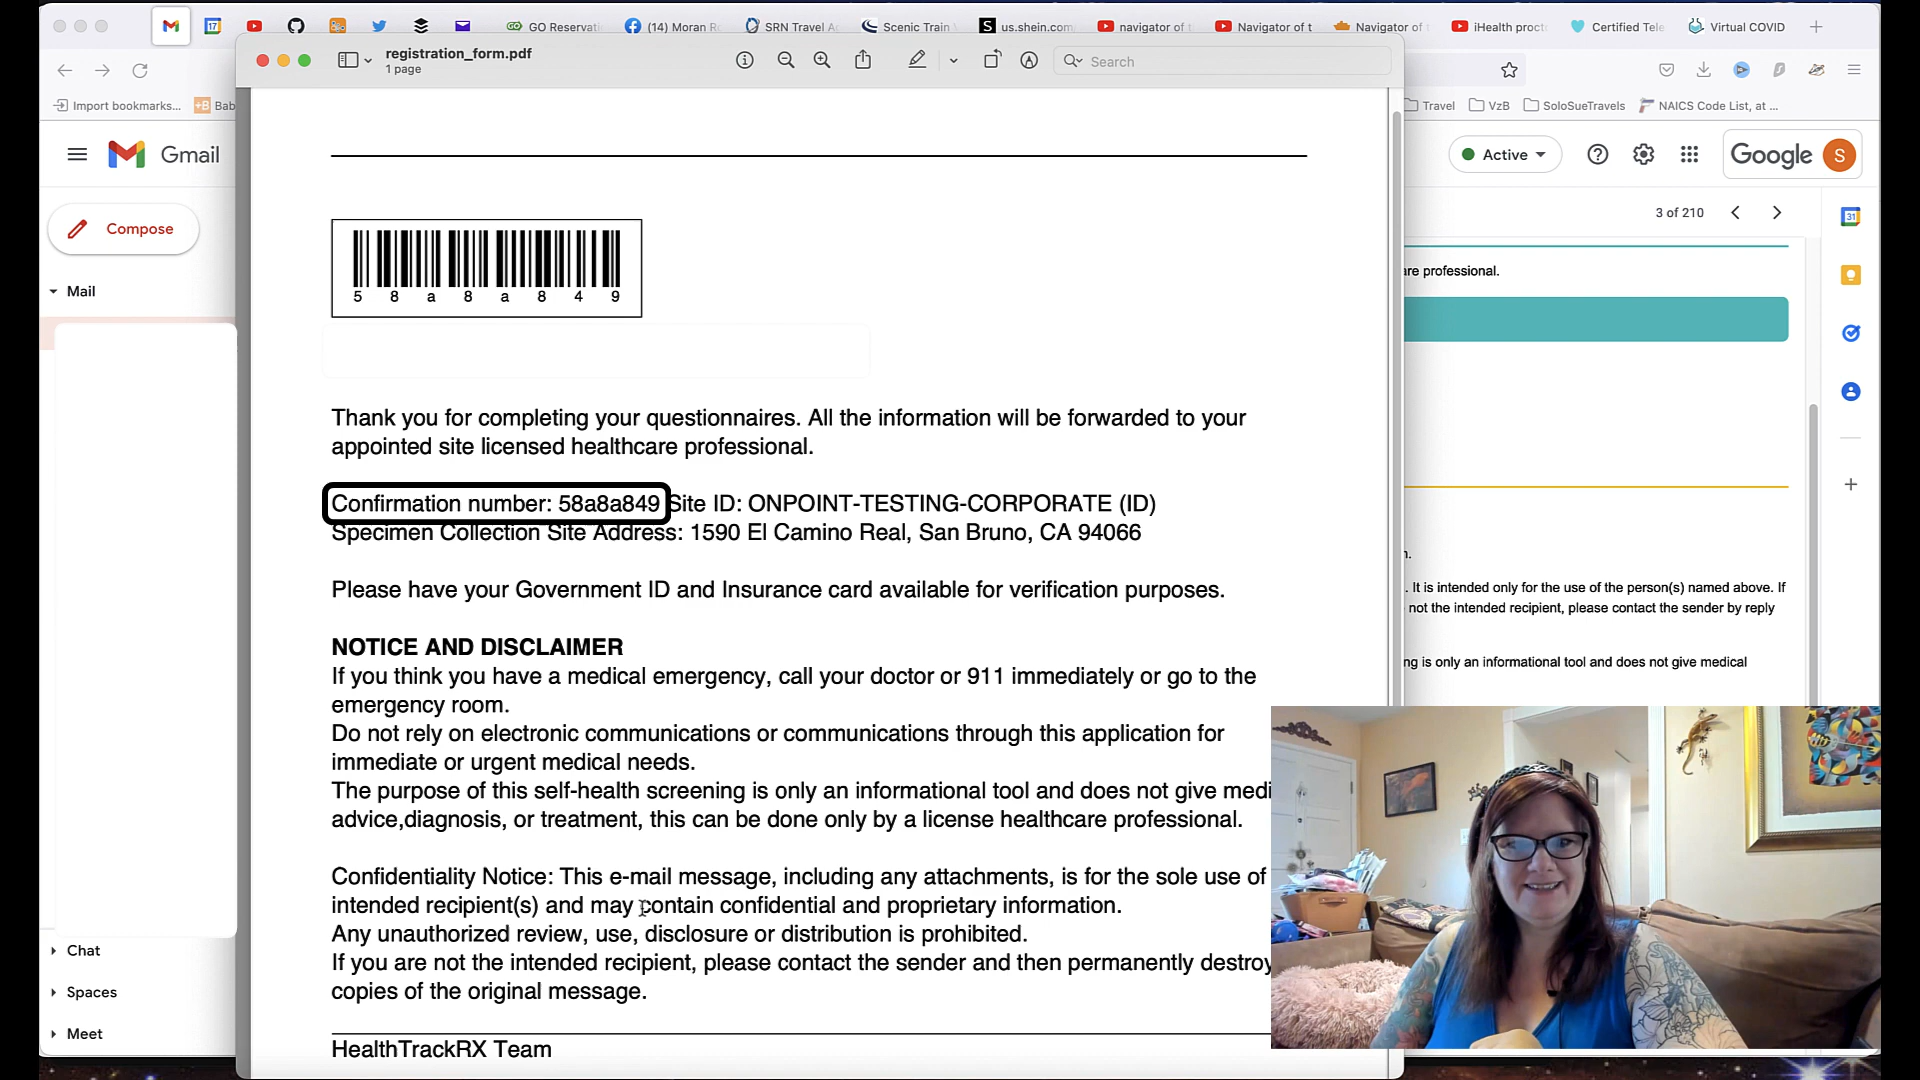 GO Reservati
(14) Moran R
SRN Travel A
Scenic Train
us.shein.com
navigator of t
Navigator of t
Navigator of
iHealth proct
Certified Tele
Virtual COVID
registration_form.pdf
1 page
Search
Import bookmarks...
Bab
Travel
VzB
SoloSueTravels
NAICS Code List, at ...
Gmail
Active
Google
S
Compose
3 of 210
31
Mail
are professional.
58a8a849
Thank you for completing your questionnaires. All the information will be forwarded to your
appointed site licensed healthcare professional.
Confirmation number: 58a8a849 Site ID: ONPOINT-TESTING-CORPORATE (ID)
Specimen Collection Site Address: 1590 El Camino Real, San Bruno, CA 94066
Please have your Government ID and Insurance card available for verification purposes.
. It is intended only for the use of the person(s) named above. If
not the intended recipient, please contact the sender by reply
NOTICE AND DISCLAIMER
If you think you have a medical emergency, call your doctor or 911 immediately or go to the
emergency room.
Do not rely on electronic communications or communications through this application for
immediate or urgent medical needs.
The purpose of this self-health screening is only an informational tool and does not give medi
advice,diagnosis, or treatment, this can be done only by a license healthcare professional.
ng is only an informational tool and does not give medical
Confidentiality Notice: This e-mail message, including any attachments, is for the sole use of
intended recipient(s) and may contain confidential and proprietary information.
Any unauthorized review, use, disclosure or distribution is prohibited.
If you are not the intended recipient, please contact the sender and then permanently destroy
copies of the original message.
HealthTrackRX Team
Chat
Spaces
Meet